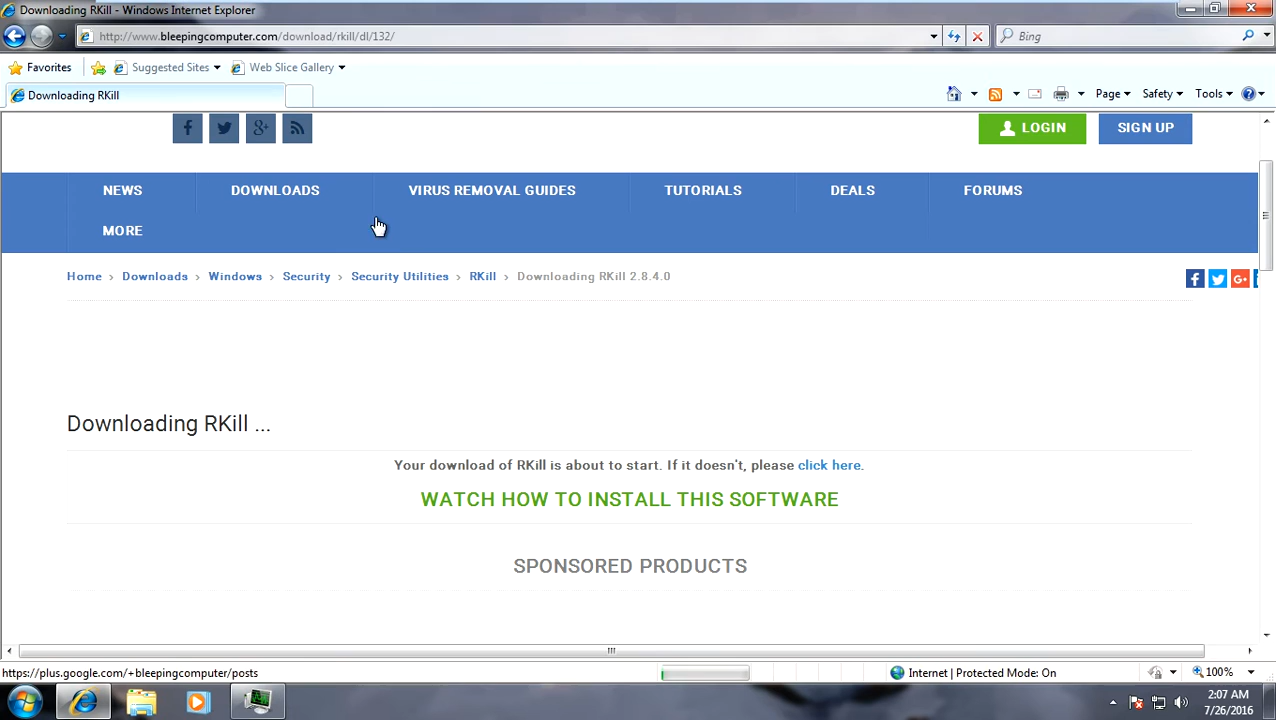 Downloading RKill - Windows Internet Explorer
http://www.bleepingcomputer.com/download/rkill/dl/132/
Bing
Favorites
Suggested Sites
Web Slice Gallery
Downloading RKill
Page
Safety
Tools
LOGIN
SIGN UP
NEWS
DOWNLOADS
VIRUS REMOVAL GUIDES
TUTORIALS
DEALS
FORUMS
MORE
Home › Downloads › Windows › Security › Security Utilities › RKill › Downloading RKill 2.8.4.0
Downloading RKill ...
Your download of RKill is about to start. If it doesn't, please click here.
WATCH HOW TO INSTALL THIS SOFTWARE
SPONSORED PRODUCTS
https://plus.google.com/+bleepingcomputer/posts
Internet | Protected Mode: On
100%
2:07 AM
7/26/2016